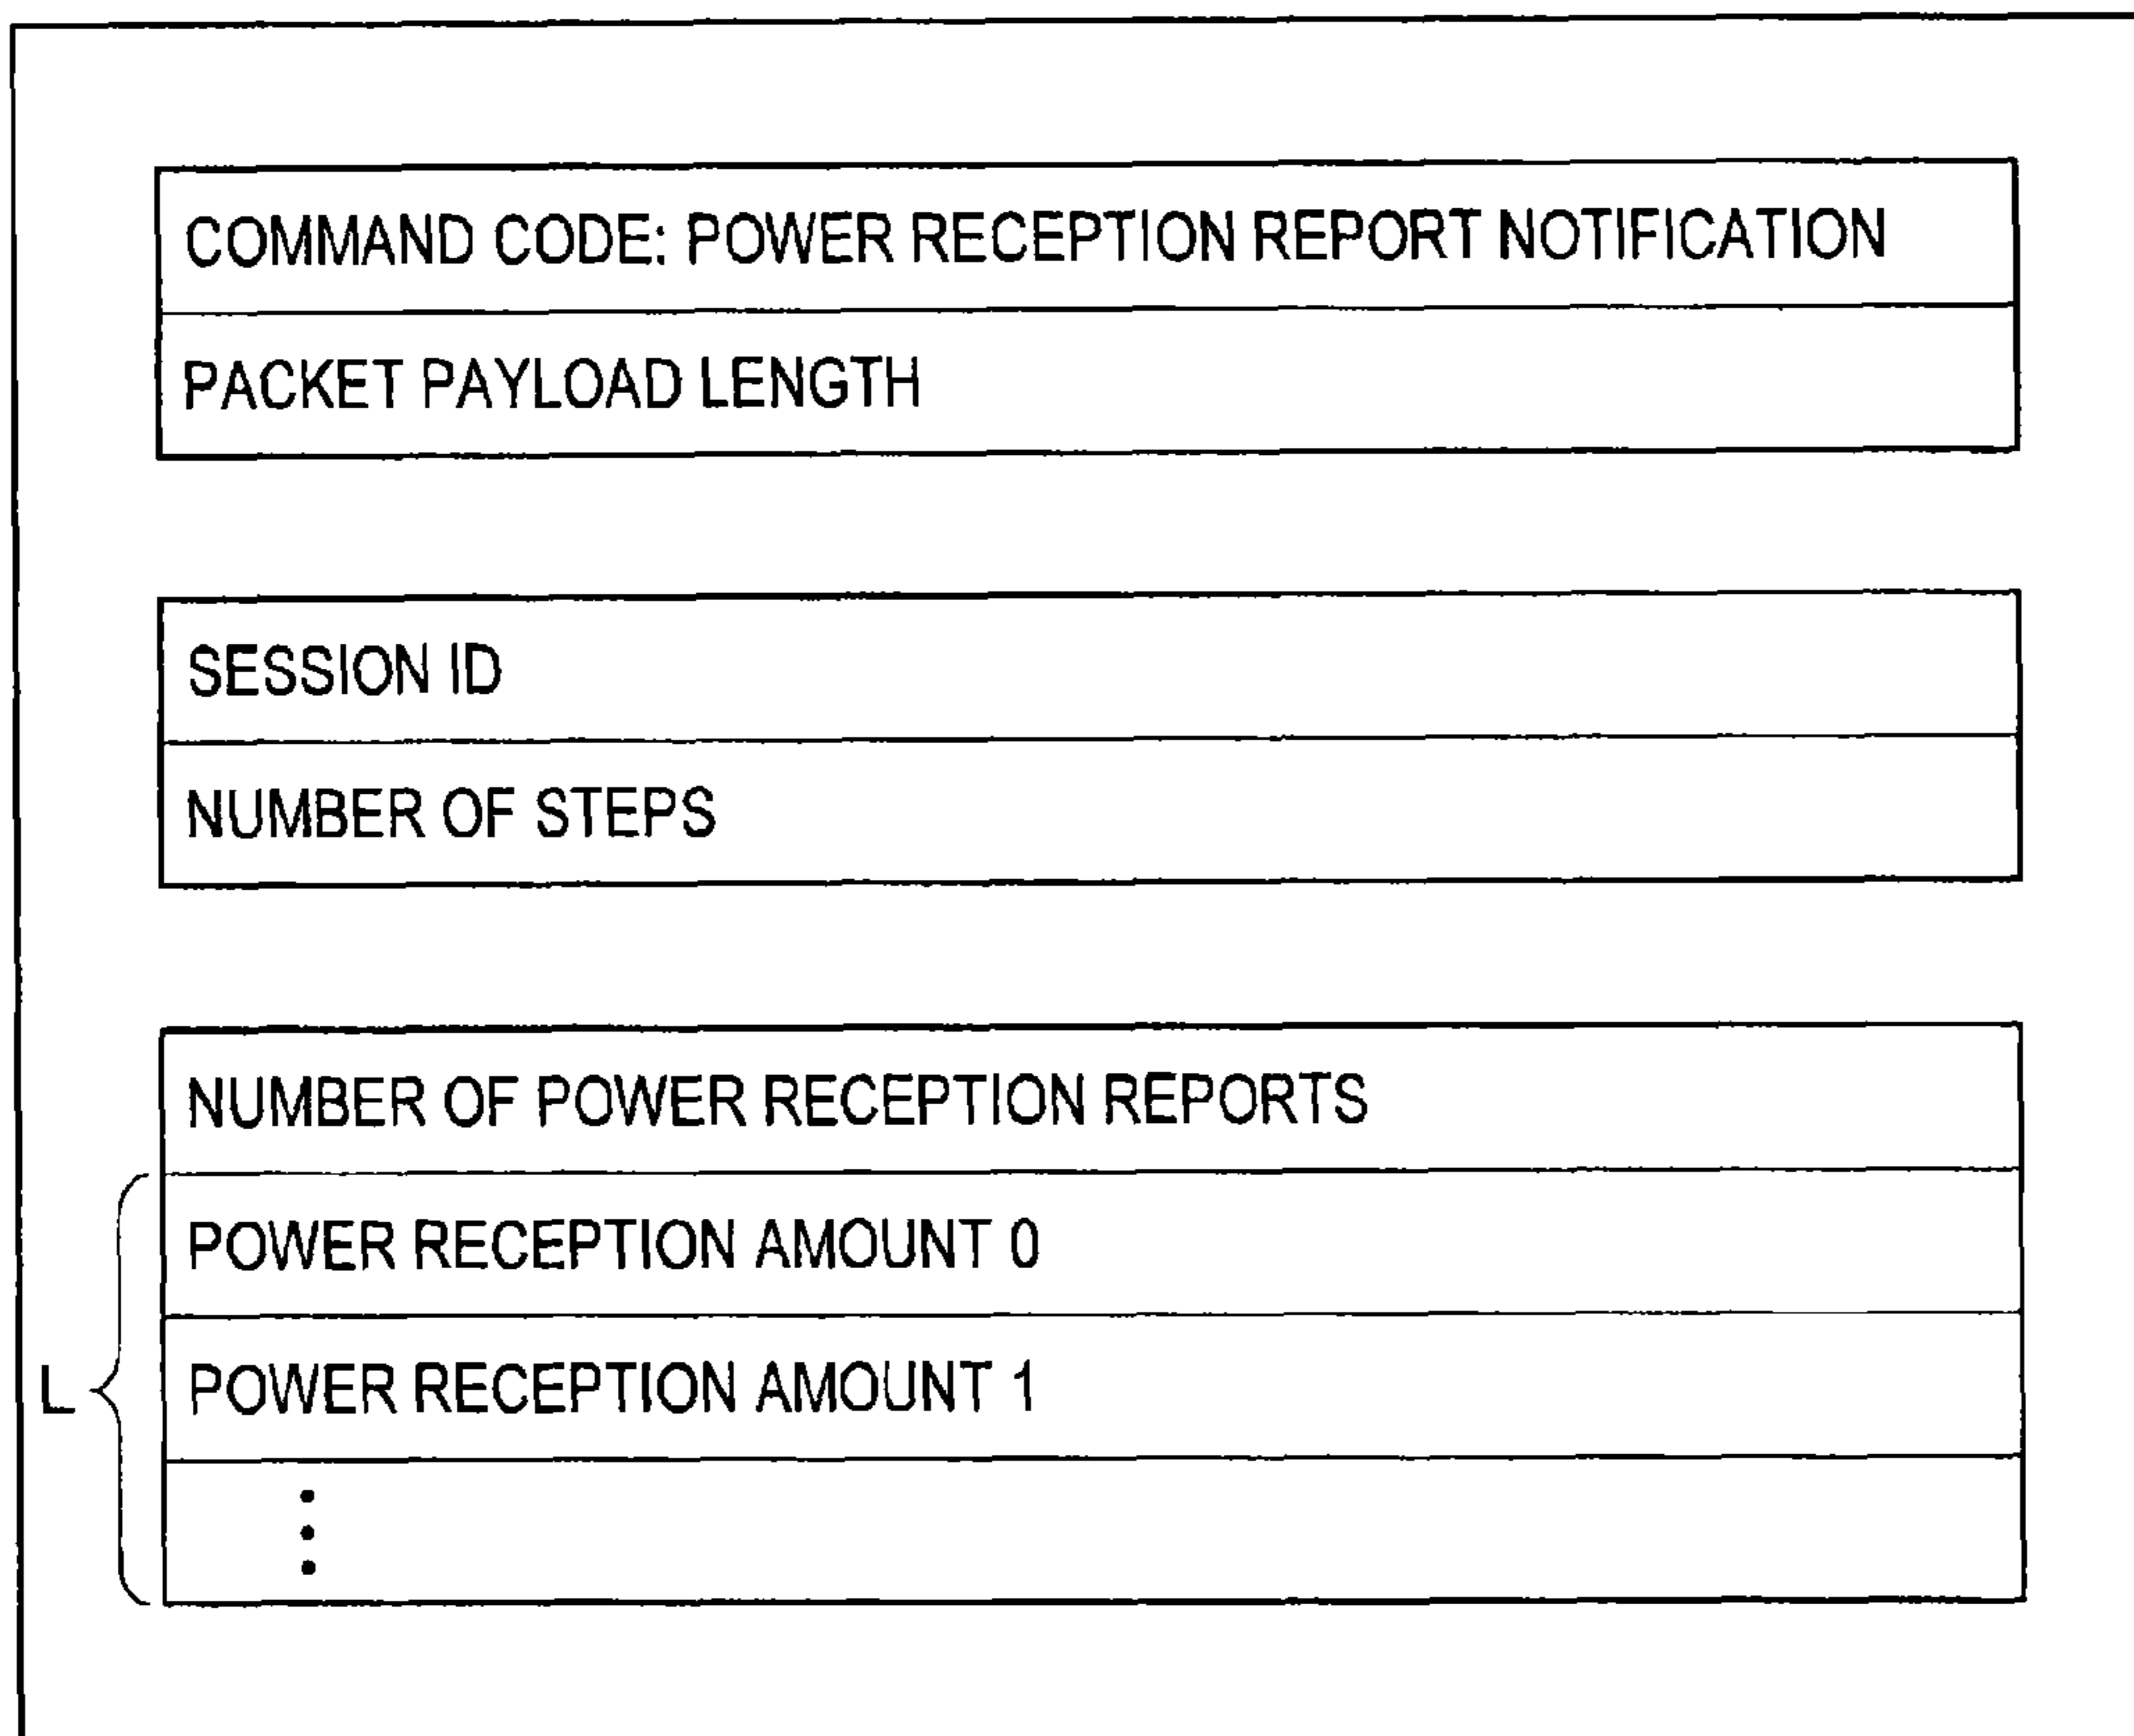 COMMAND CODE: POWER RECEPTION REPORT NOTIFICATION
PACKET PAYLOAD LENGTH
SESSION ID
NUMBER OF STEPS
NUMBER OF POWER RECEPTION REPORTS
POWER RECEPTION AMOUNT 0
L
POWER RECEPTION AMOUNT 1